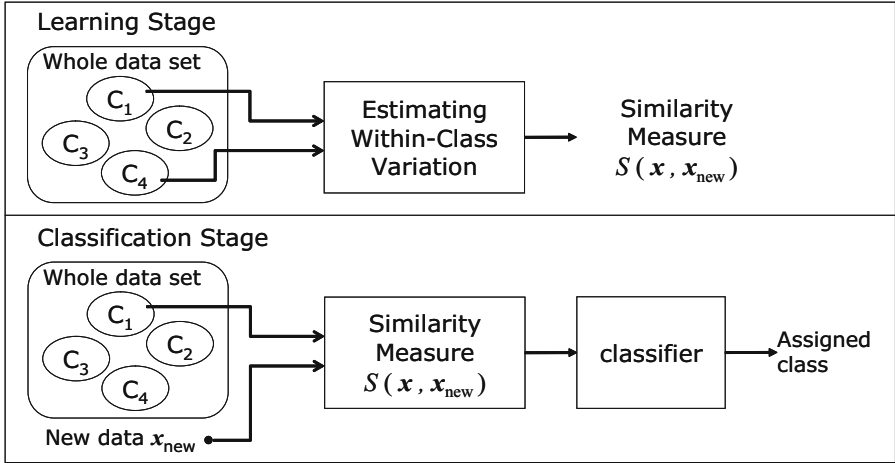 Learning Stage
Whole data set
C1
C2
C3
C4
Estimating
Within-Class
Variation
Similarity
Measure
S ( x , xnew )
Classification Stage
Whole data set
C1
C2
C3
C4
New data xnew
Similarity
Measure
S ( x , xnew )
classifier
Assigned
class